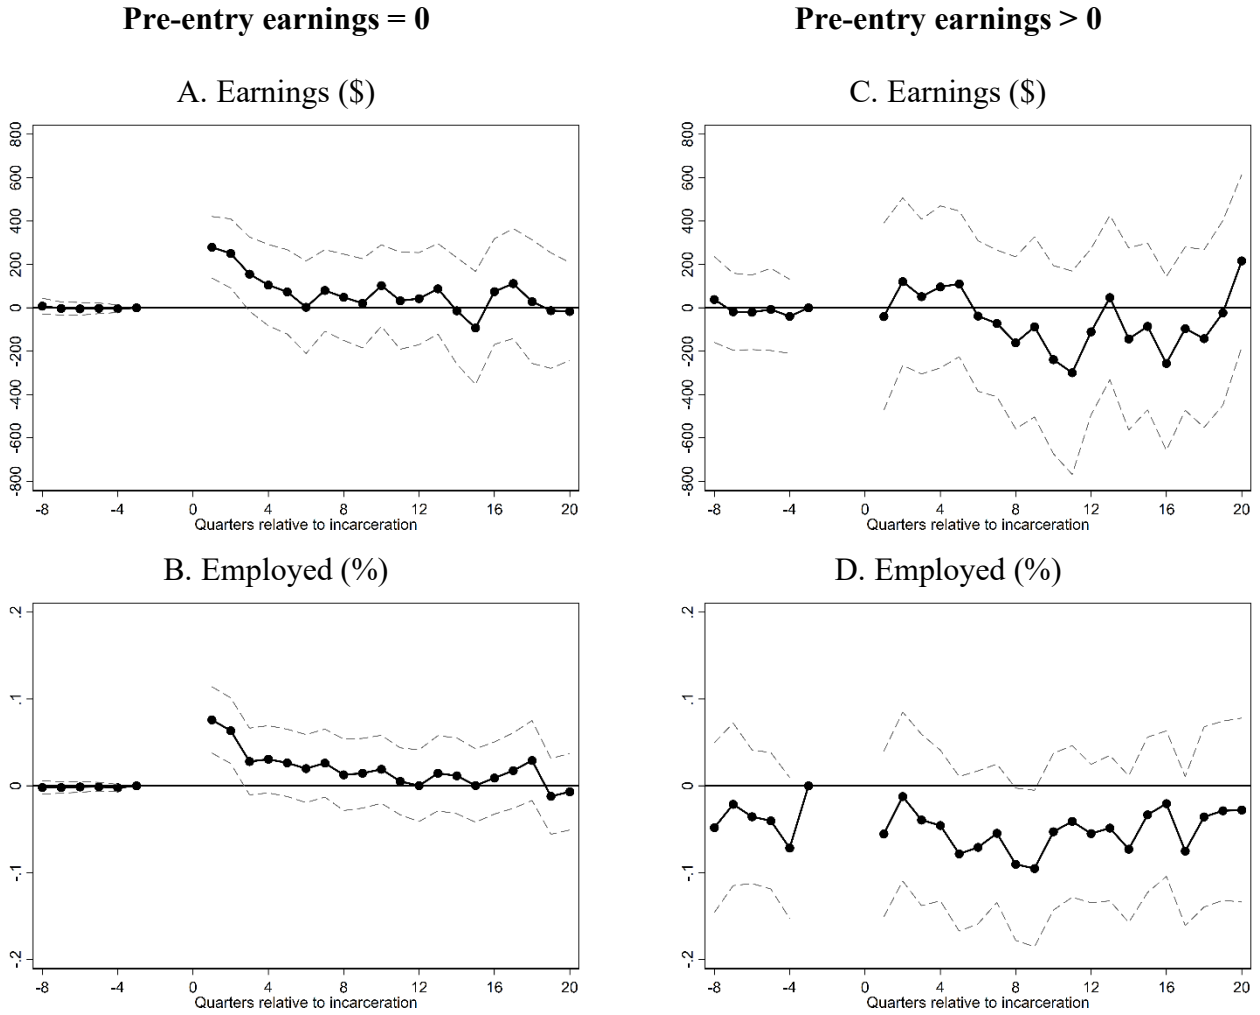 Pre-entry earnings = 0
Pre-entry earnings > 0
A. Earnings ($)
800
600
400
200
0
-200
-400
-600
-800
-8 -4 0 4 8 12 16 20
Quarters relative to incarceration
C. Earnings ($)
800
600
400
200
0
-200
-400
-600
-800
-8 -4 0 4 8 12 16 20
Quarters relative to incarceration
B. Employed (%)
.2
.1
0
-.1
-.2
-8 -4 0 4 8 12 16 20
Quarters relative to incarceration
D. Employed (%)
.2
.1
0
-.1
-.2
-8 -4 0 4 8 12 16 20
Quarters relative to incarceration